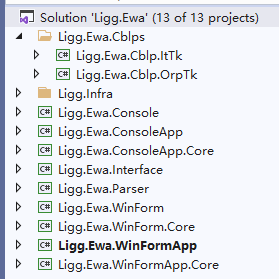 Solution 'Ligg.Ewa' (13 of 13 projects)
Ligg.Ewa.Cblps
Ligg.Ewa.Cblp.ItTk
Ligg.Ewa.Cblp.OrpTk
Ligg.Infra
Ligg.Ewa.Console
Ligg.Ewa.ConsoleApp
Ligg.Ewa.ConsoleApp.Core
Ligg.Ewa.Interface
Ligg.Ewa.Parser
Ligg.Ewa.WinForm
Ligg.Ewa.WinForm.Core
Ligg.Ewa.WinFormApp
Ligg.Ewa.WinFormApp.Core